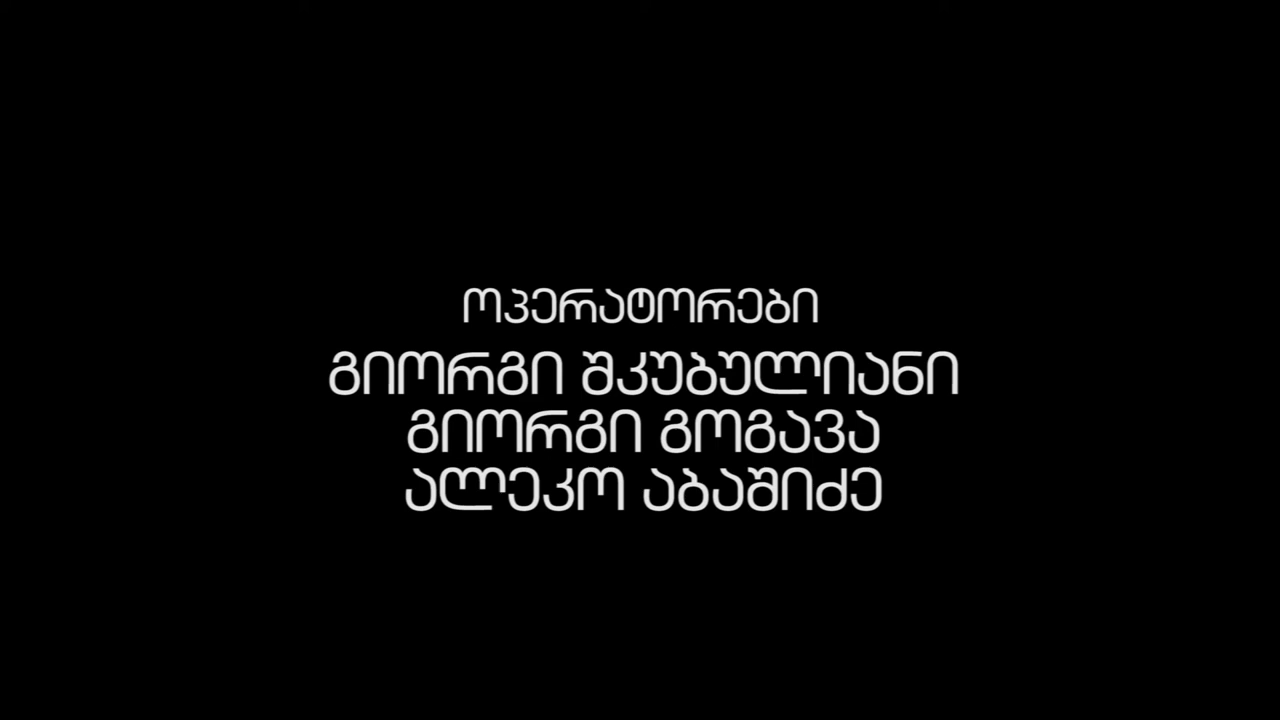 ოპერატორები
გიორგი შკუბულიანი
გიორგი გოგავა
ალეკო აბაშიძე